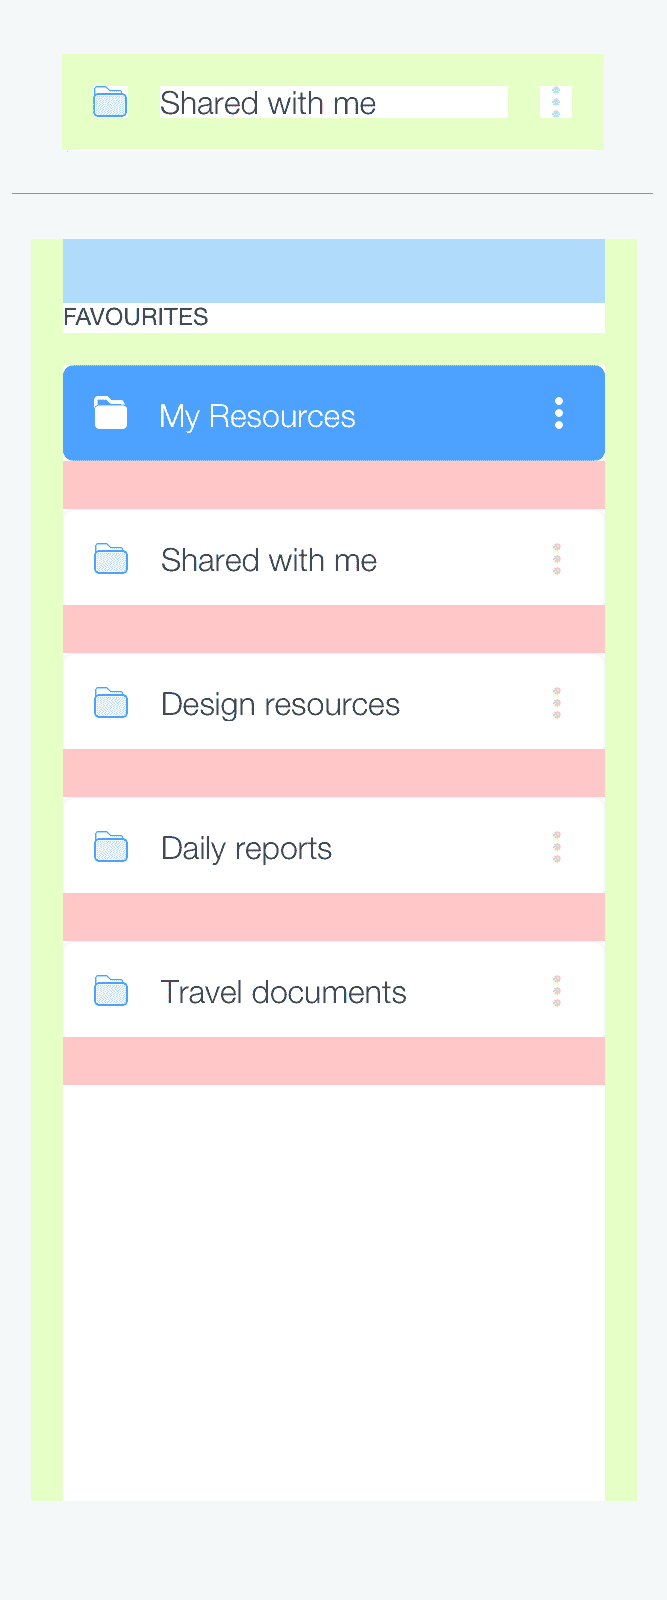 Shared with me
FAVOURITES
My Resources
Shared with me
Design resources
Daily reports
Travel documents